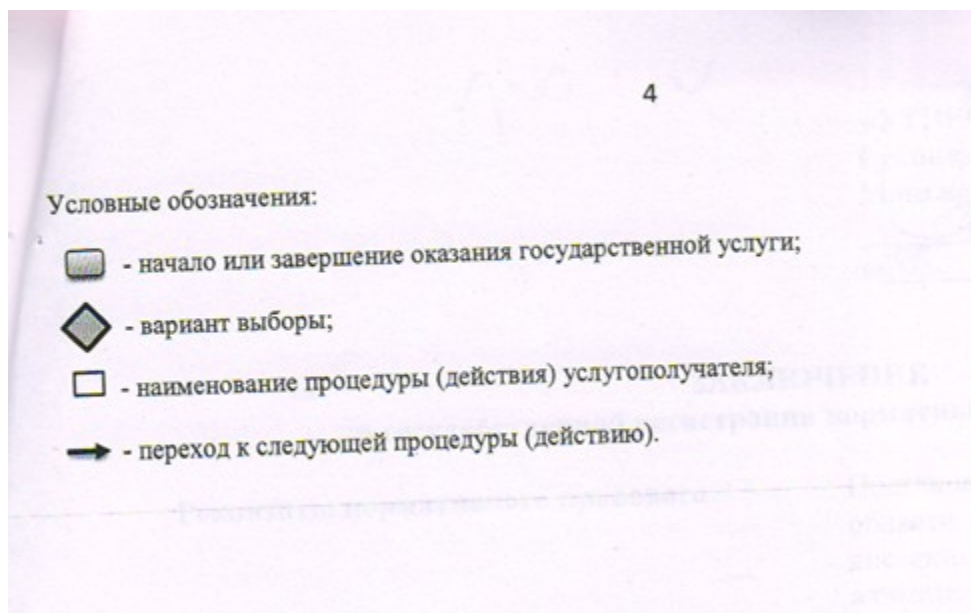 4
Условные обозначения:
- начало или завершение оказания государственной услуги;
- вариант выборы;
- наименование процедуры (действия) услугополучателя;
- переход к следующей процедуры (действию).